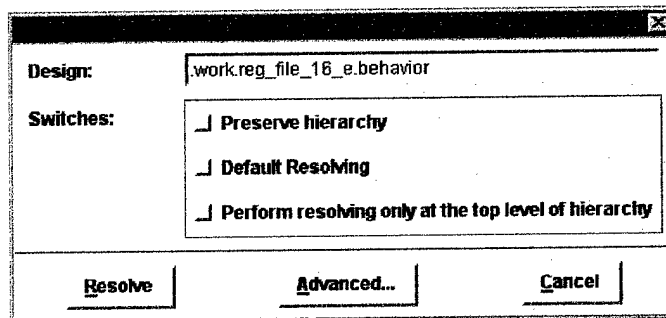 Design: .work.reg_file_16_e.behavior
Switches:
Preserve hierarchy
Default Resolving
Perform resolving only at the top level of hierarchy
Resolve Advanced... Cancel